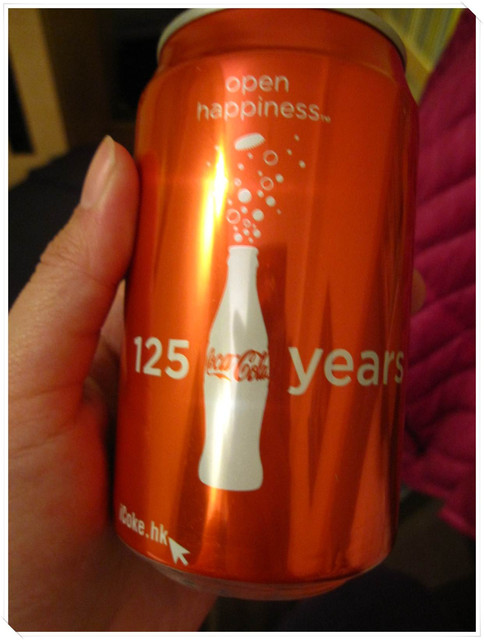 open
happiness™
125 Coca-Cola years
iCoke.hk